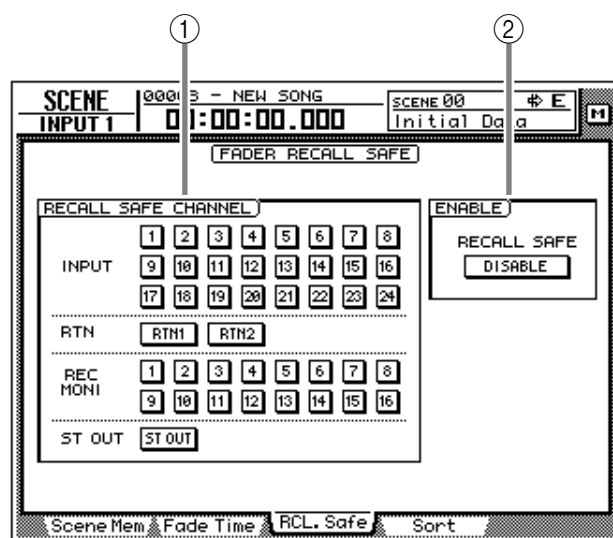 ① ②
SCENE 000 3 - NEW SONG SCENE 00 E
INPUT 1 0 :00:00.000 Initial Da a M
FADER RECALL SAFE
RECALL SAFE CHANNEL ENABLE
1 2 3 4 5 6 7 8 RECALL SAFE
INPUT 9 10 11 12 13 14 15 16 DISABLE
17 18 19 20 21 22 23 24
RTN RTN1 RTN2
REC MONI 1 2 3 4 5 6 7 8
9 10 11 12 13 14 15 16
ST OUT ST OUT
Scene Mem Fade Time RCL. Safe Sort